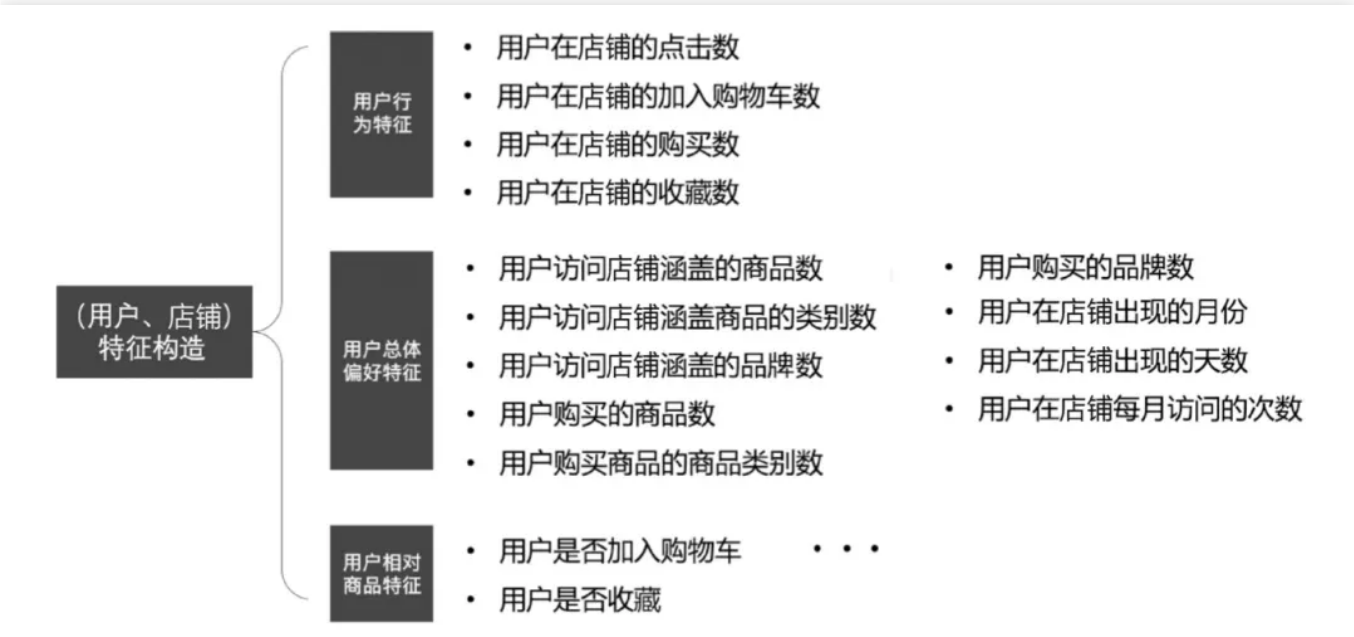 （用户、店铺）
特征构造
用户行
为特征
• 用户在店铺的点击数
• 用户在店铺的加入购物车数
• 用户在店铺的购买数
• 用户在店铺的收藏数
用户总体
偏好特征
• 用户访问店铺涵盖的商品数
• 用户访问店铺涵盖商品的类别数
• 用户访问店铺涵盖的品牌数
• 用户购买的商品数
• 用户购买商品的商品类别数
• 用户购买的品牌数
• 用户在店铺出现的月份
• 用户在店铺出现的天数
• 用户在店铺每月访问的次数
用户相对
商品特征
• 用户是否加入购物车
• • •
• 用户是否收藏